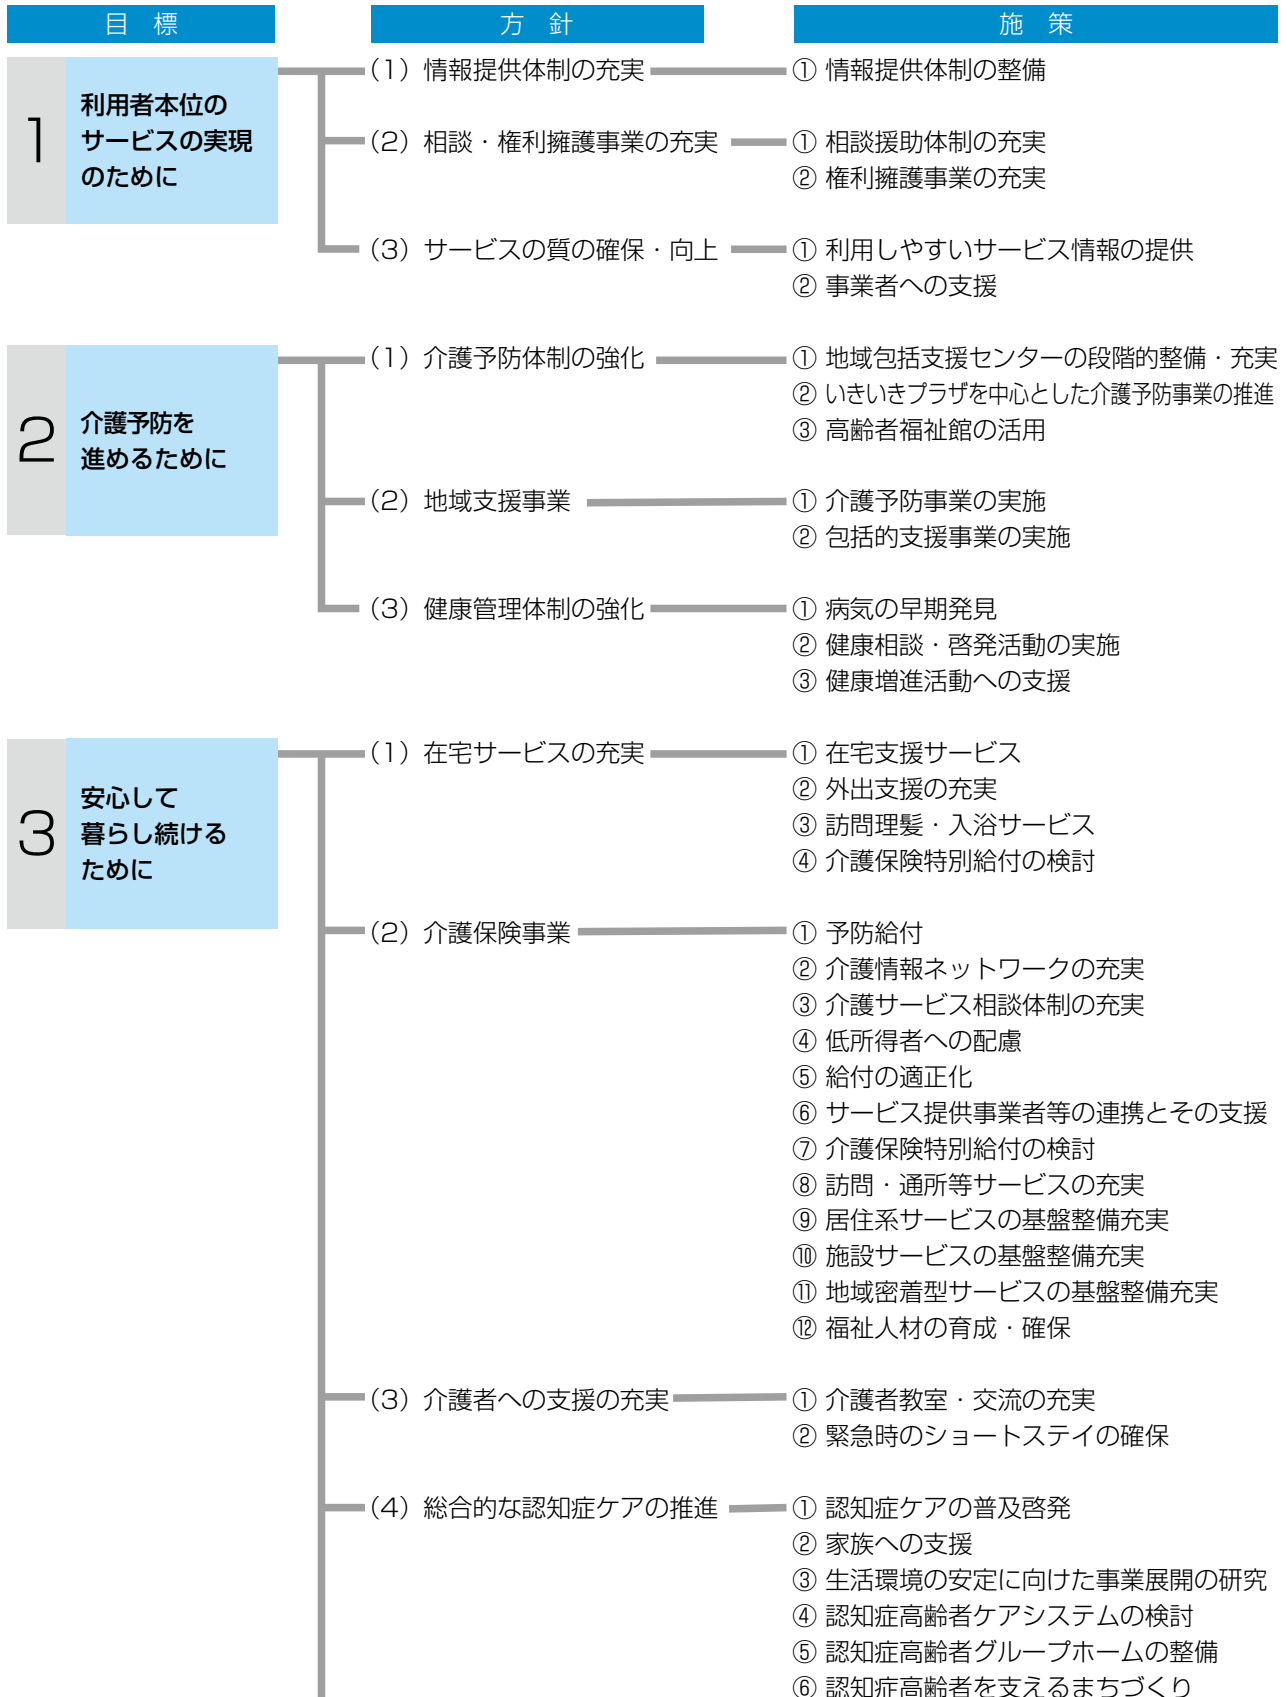 目 標
方 針
施 策
1
利用者本位の
サービスの実現
のために
(1) 情報提供体制の充実
① 情報提供体制の整備
(2) 相談・権利擁護事業の充実
① 相談援助体制の充実
② 権利擁護事業の充実
(3) サービスの質の確保・向上
① 利用しやすいサービス情報の提供
② 事業者への支援
2
介護予防を
進めるために
(1) 介護予防体制の強化
① 地域包括支援センターの段階的整備・充実
② いきいきプラザを中心とした介護予防事業の推進
③ 高齢者福祉館の活用
(2) 地域支援事業
① 介護予防事業の実施
② 包括的支援事業の実施
(3) 健康管理体制の強化
① 病気の早期発見
② 健康相談・啓発活動の実施
③ 健康増進活動への支援
3
安心して
暮らし続ける
ために
(1) 在宅サービスの充実
① 在宅支援サービス
② 外出支援の充実
③ 訪問理髪・入浴サービス
④ 介護保険特別給付の検討
(2) 介護保険事業
① 予防給付
② 介護情報ネットワークの充実
③ 介護サービス相談体制の充実
④ 低所得者への配慮
⑤ 給付の適正化
⑥ サービス提供事業者等の連携とその支援
⑦ 介護保険特別給付の検討
⑧ 訪問・通所等サービスの充実
⑨ 居住系サービスの基盤整備充実
⑩ 施設サービスの基盤整備充実
⑪ 地域密着型サービスの基盤整備充実
⑫ 福祉人材の育成・確保
(3) 介護者への支援の充実
① 介護者教室・交流の充実
② 緊急時のショートステイの確保
(4) 総合的な認知症ケアの推進
① 認知症ケアの普及啓発
② 家族への支援
③ 生活環境の安定に向けた事業展開の研究
④ 認知症高齢者ケアシステムの検討
⑤ 認知症高齢者グループホームの整備
⑥ 認知症高齢者を支えるまちづくり